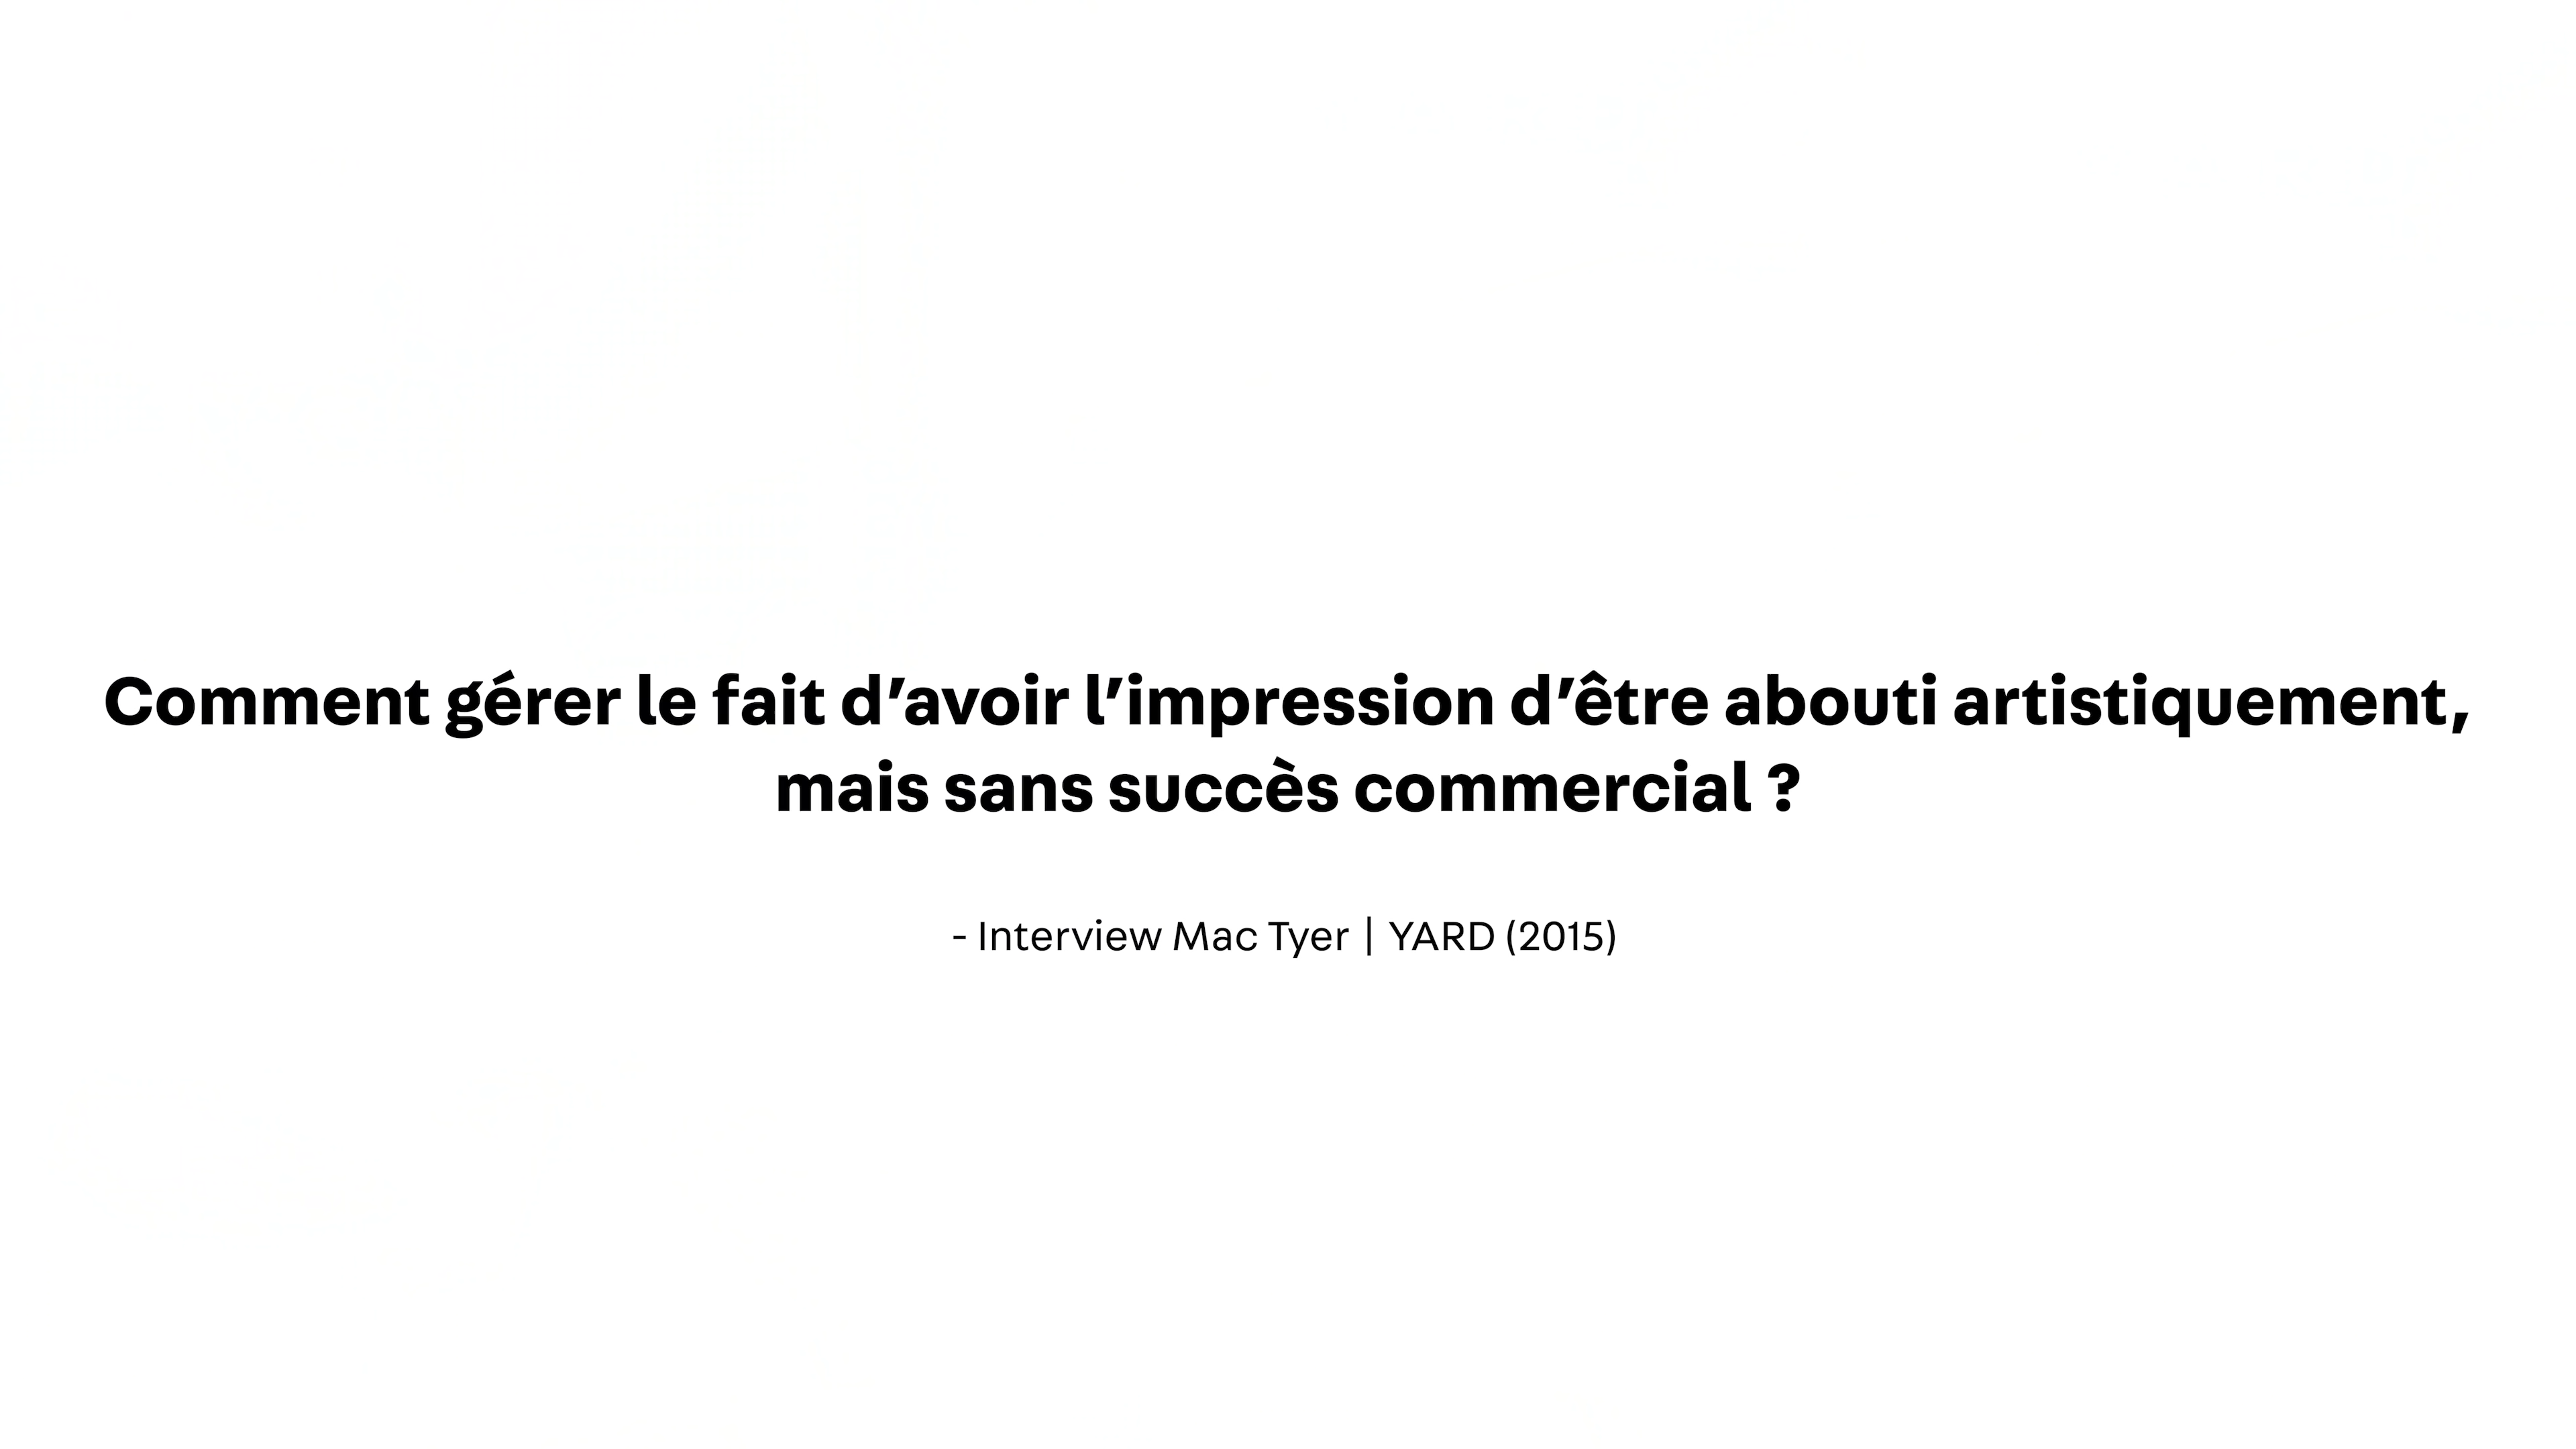 Comment gérer le fait d’avoir l’impression d’être abouti artistiquement,
mais sans succès commercial ?
- Interview Mac Tyer | YARD (2015)